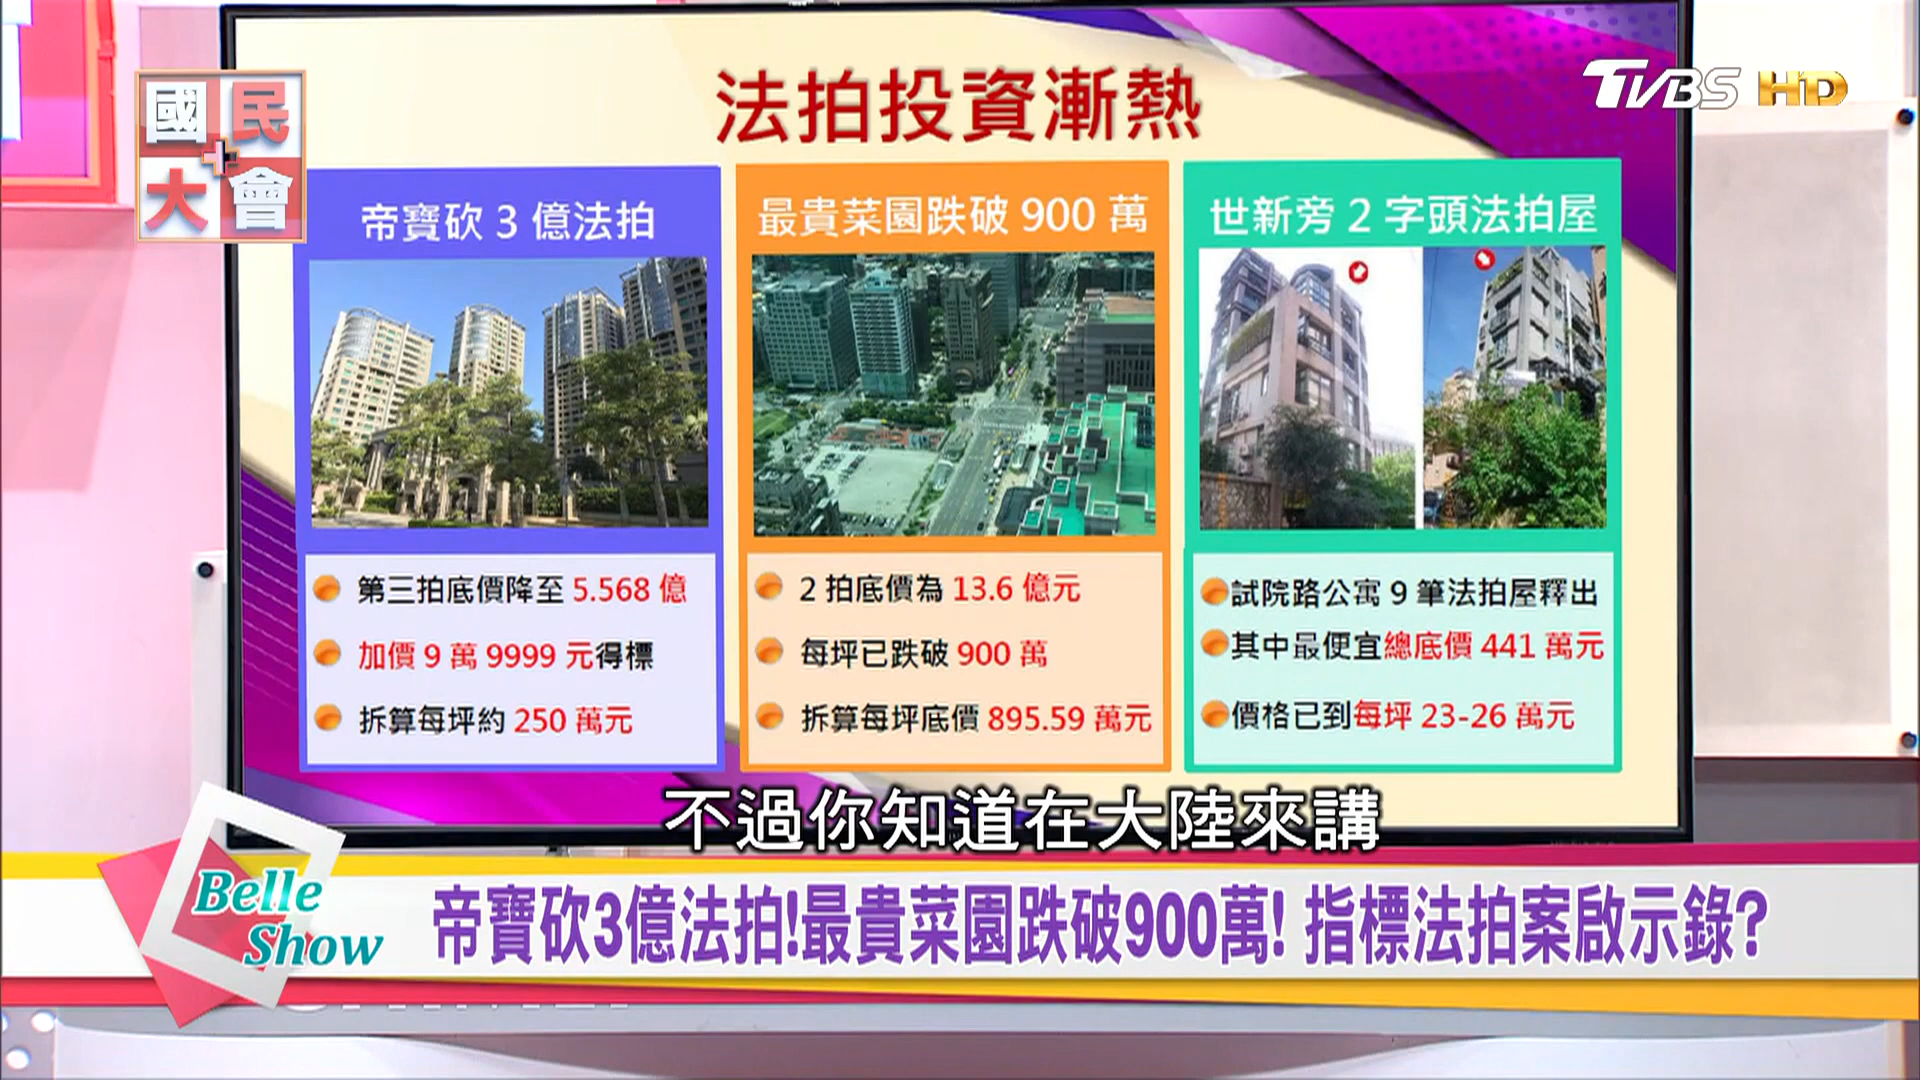 國民
大會
TVBS HD
法拍投資漸熱
帝寶砍 3 億法拍
第三拍底價降至 5.568 億
加價 9 萬 9999 元得標
拆算每坪約 250 萬元
最貴菜園跌破 900 萬
2 拍底價為 13.6 億元
每坪已跌破 900 萬
拆算每坪底價 895.59 萬元
世新旁 2 字頭法拍屋
試院路公寓 9 筆法拍屋釋出
其中最便宜總底價 441 萬元
價格已到每坪 23-26 萬元
不過你知道在大陸來講
Belle
Show
帝寶砍3億法拍!最貴菜園跌破900萬! 指標法拍案啟示錄?